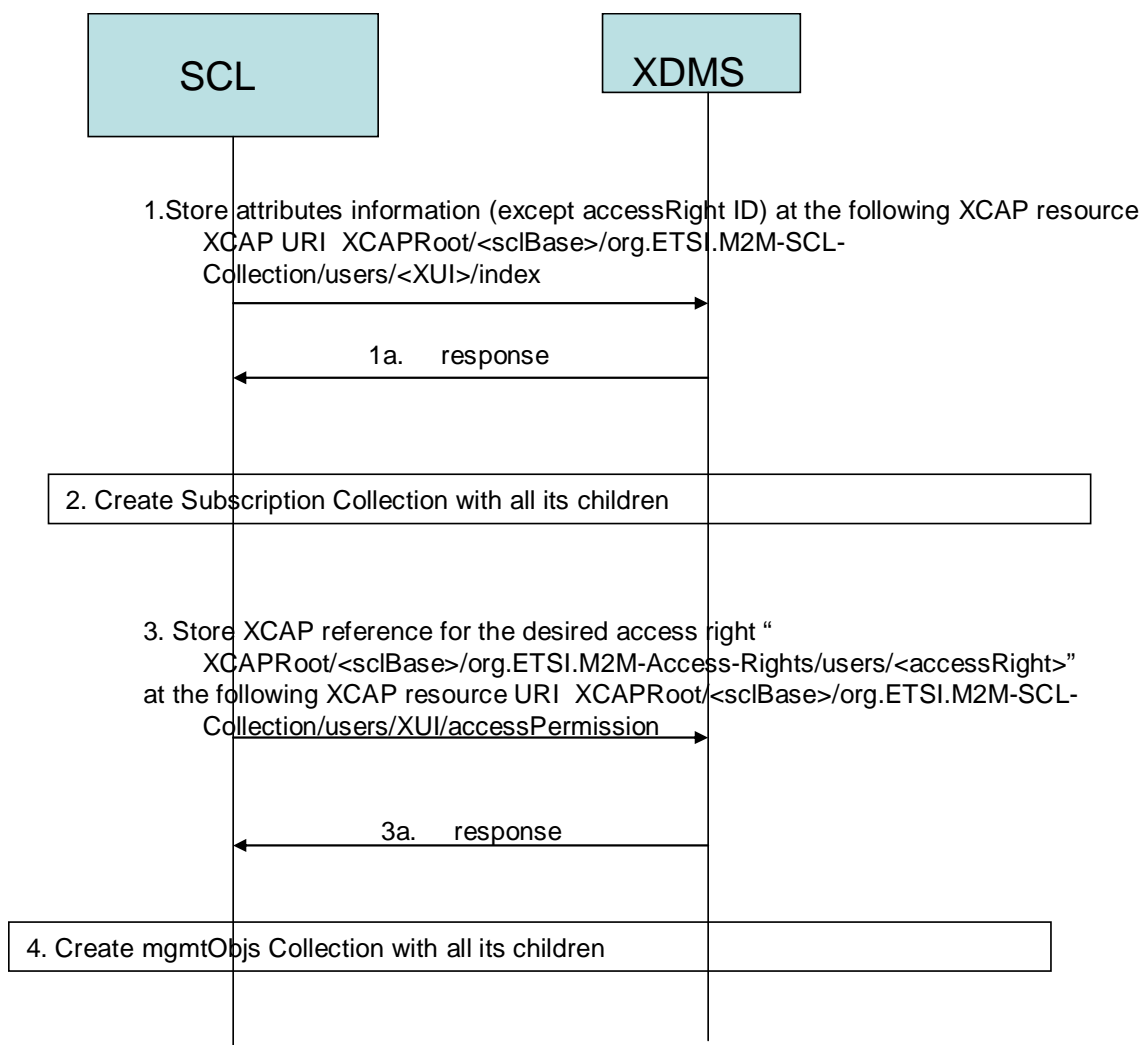 SCL
XDMS
1.Store attributes information (except accessRight ID) at the following XCAP resource
XCAP URI XCAPRoot/<sclBase>/org.ETSI.M2M-SCL-
Collection/users/<XUI>/index
1a. response
2. Create Subscription Collection with all its children
3. Store XCAP reference for the desired access right “
XCAPRoot/<sclBase>/org.ETSI.M2M-Access-Rights/users/<accessRight>”
at the following XCAP resource URI XCAPRoot/<sclBase>/org.ETSI.M2M-SCL-
Collection/users/XUI/accessPermission
3a. response
4. Create mgmtObjs Collection with all its children